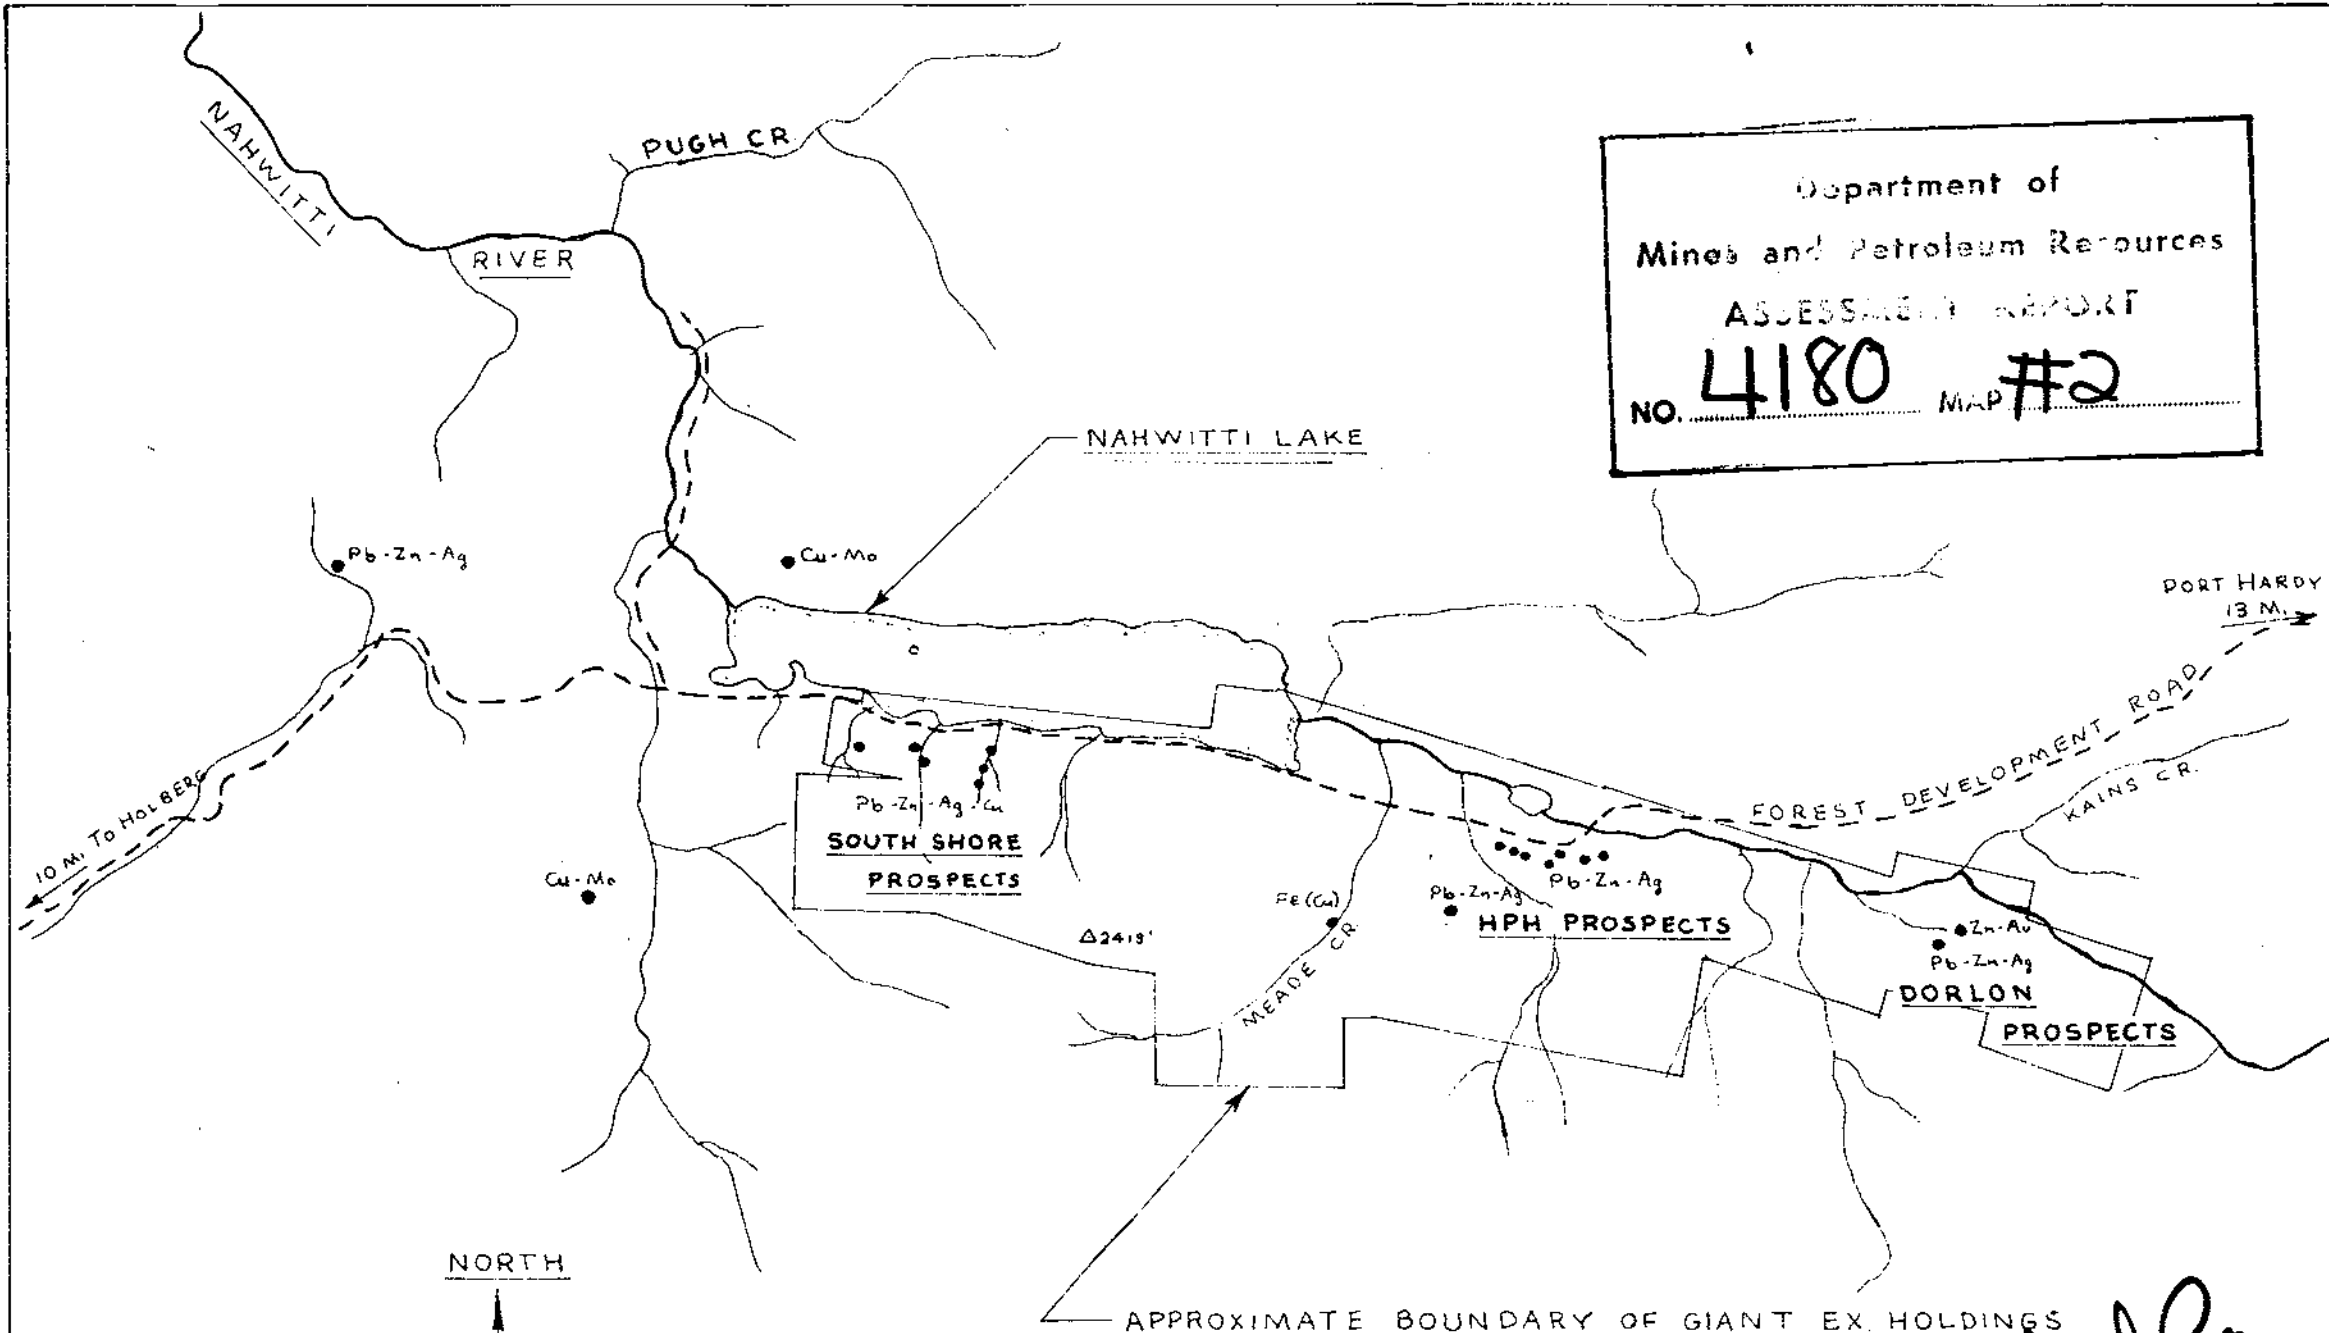 NAHWITTI
RIVER
PUGH CR.
Department of
Mines and Petroleum Resources
ASSESSMENT REPORT
NO. 4180 MAP #2
NAHWITTI LAKE
Pb-Zn-Ag
Cu-Mo
PORT HARDY
13 M.
FOREST DEVELOPMENT ROAD
KAINS CR.
10 M. TO HOLBERG
Pb-Zn-Ag-Cu
SOUTH SHORE
PROSPECTS
Cu-Mo
Δ2419'
Fe(Cu)
MEADE CR.
Pb-Zn-Ag
Pb-Zn-Ag
HPH PROSPECTS
Zn-Au
Pb-Zn-Ag
DORLON
PROSPECTS
NORTH
APPROXIMATE BOUNDARY OF GIANT EX. HOLDINGS